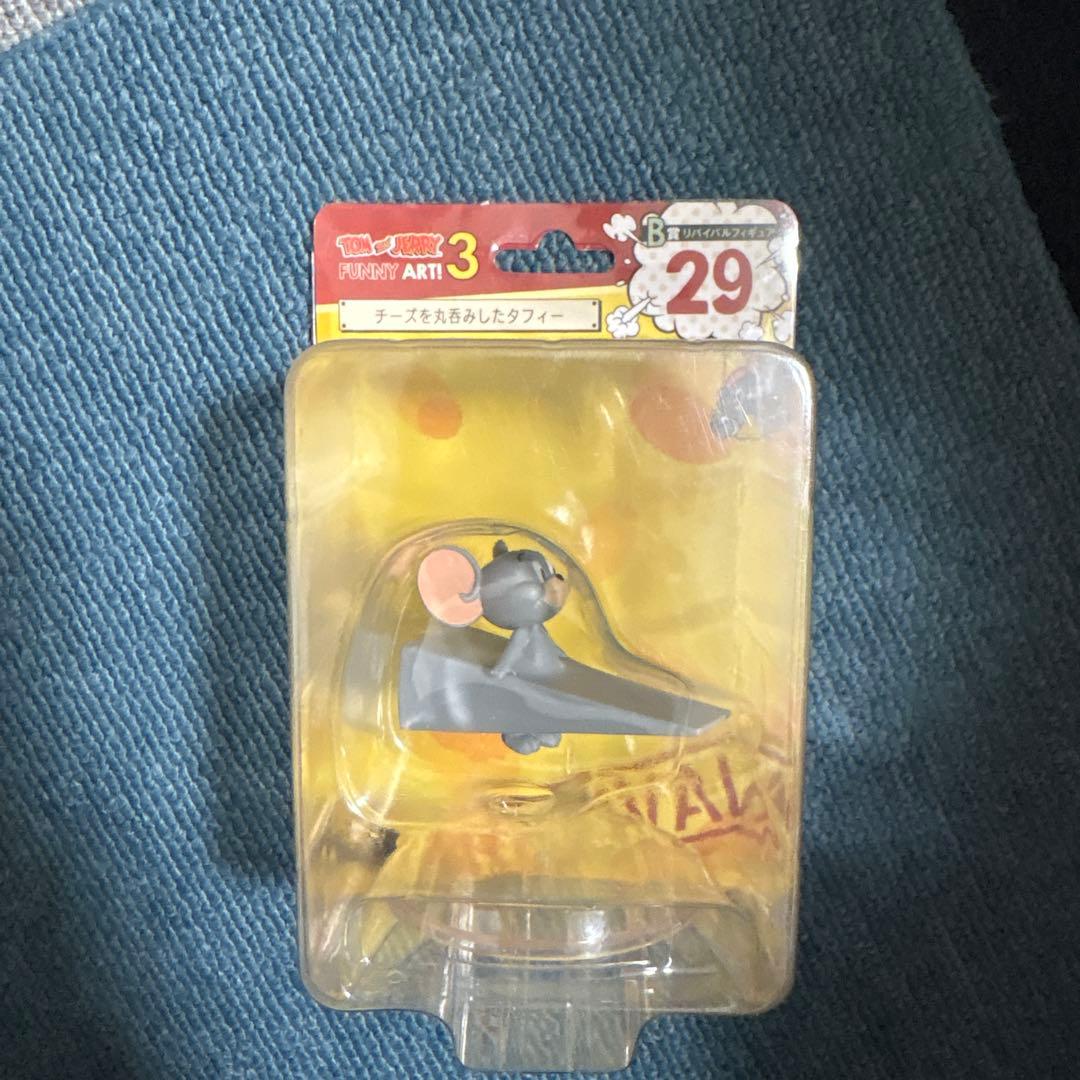 TOM AND JERRY
FUNNY ART! 3
B賞 リバイバルフィギュア
29
チーズを丸呑みしたタフィー